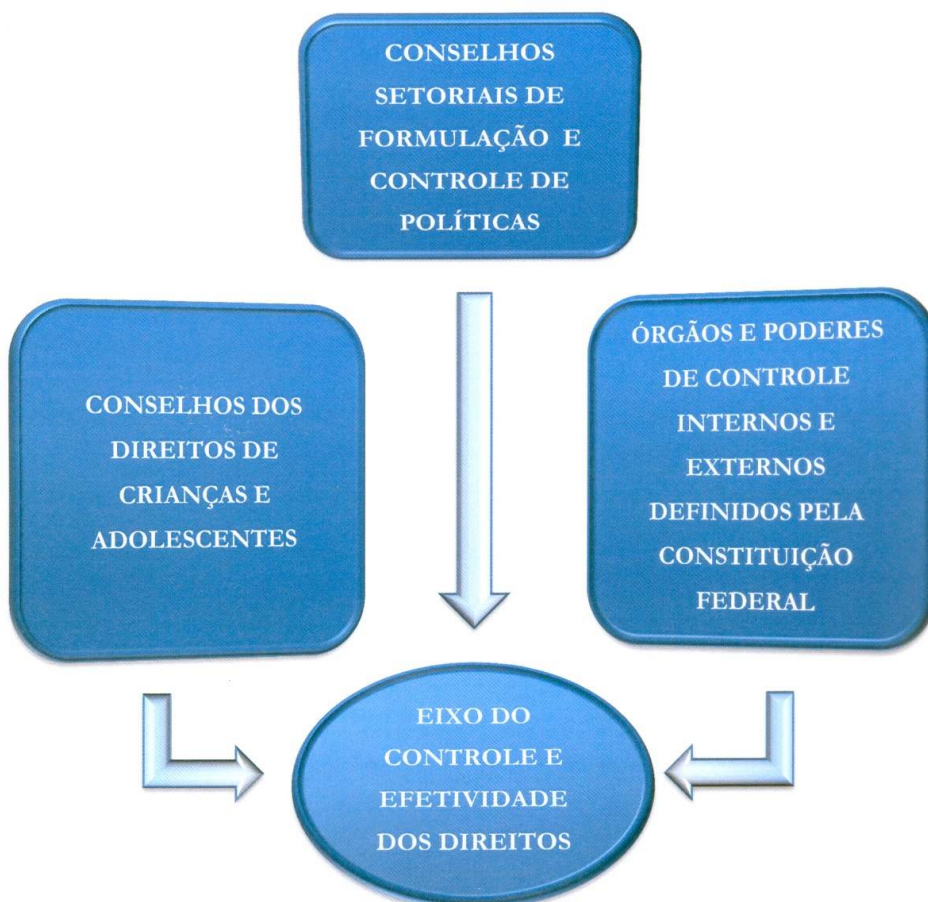 CONSELHOS
SETORIAIS DE
FORMULAÇÃO E
CONTROLE DE
POLÍTICAS
CONSELHOS DOS
DIREITOS DE
CRIANÇAS E
ADOLESCENTES
ÓRGÃOS E PODERES
DE CONTROLE
INTERNOS E
EXTERNOS
DEFINIDOS PELA
CONSTITUIÇÃO
FEDERAL
EIXO DO
CONTROLE E
EFETIVIDADE
DOS DIREITOS